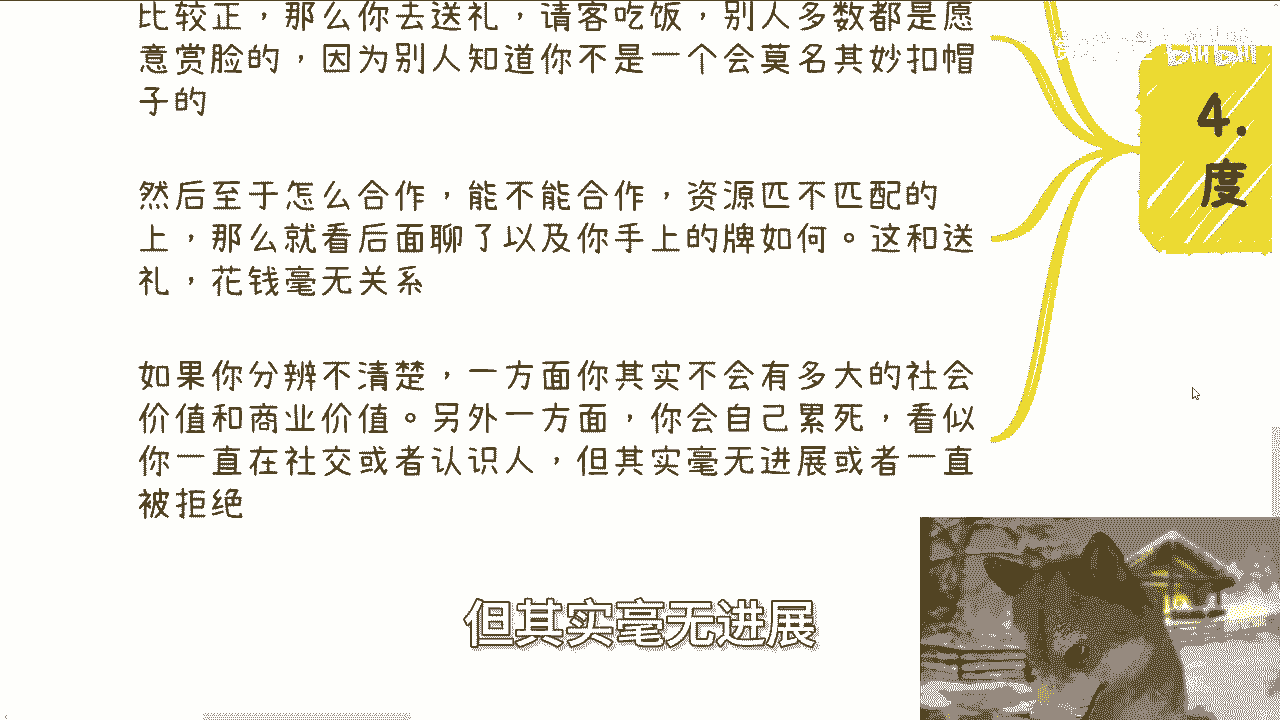 比较正，那么你去送礼，请客吃饭，别人多数都是愿
意赏脸的，因为别人知道你不是一个会莫名其妙扣帽
子的
然后至于怎么合作，能不能合作，资源匹不匹配的
上，那么就看后面聊了以及你手上的牌如何。这和送
礼，花钱毫无关系
如果你分辨不清楚，一方面你其实不会有多大的社会
价值和商业价值。另外一方面，你会自己累死，看似
你一直在社交或者认识人，但其实毫无进展或者一直
被拒绝
4.
度
bilibili
但其实毫无进展